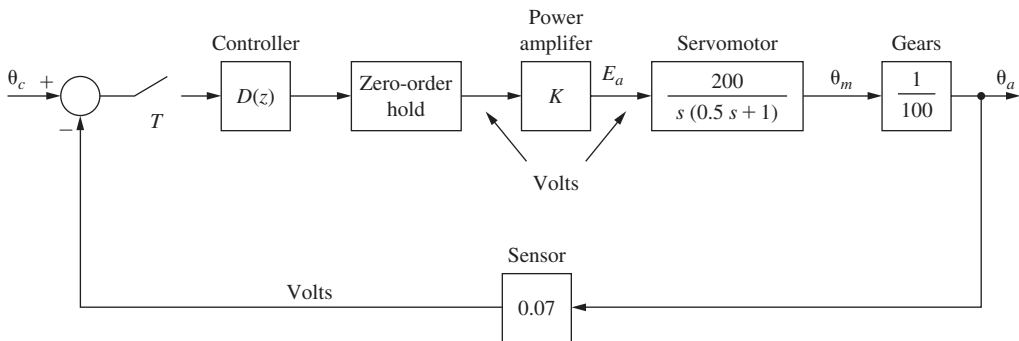 Power
Controller
amplifer
Servomotor
Gears
θc
+
−
T
D(z)
Zero-order
hold
K
Ea
200
s (0.5 s + 1)
θm
1
100
θa
Volts
Sensor
Volts
0.07